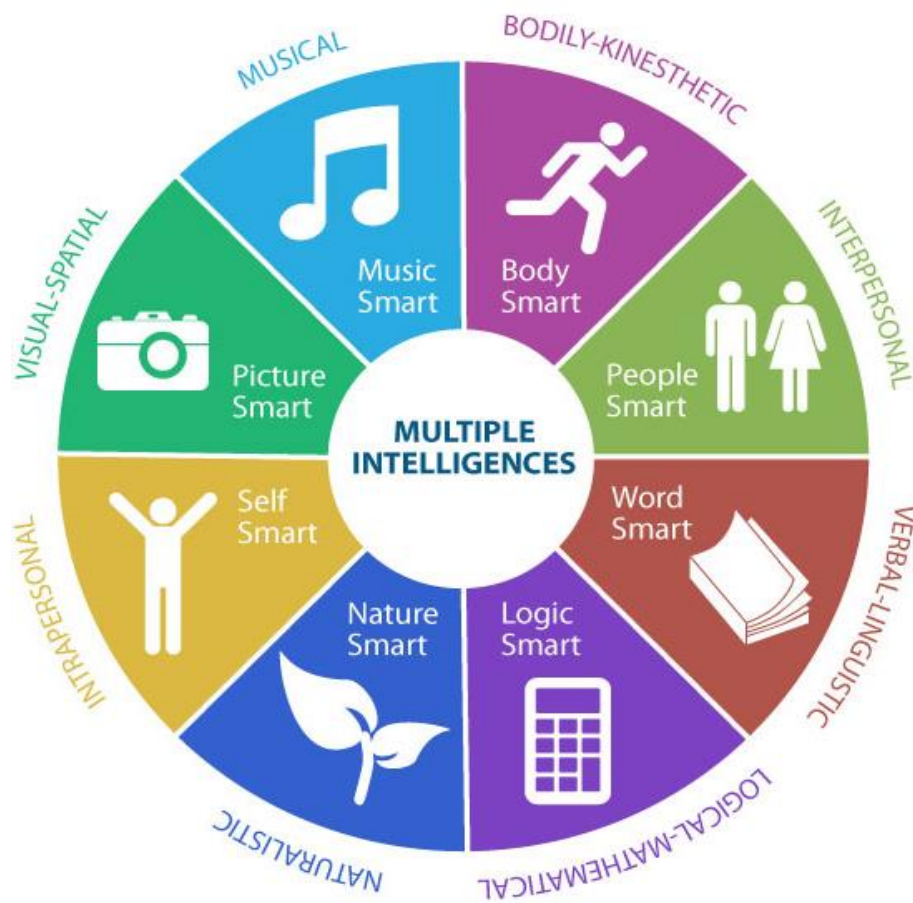 MUSICAL
BODILY-KINESTHETIC
INTERPERSONAL
VERBAL-LINGUISTIC
LOGICAL-MATHEMATICAL
NATURALISTIC
INTRAPERSONAL
VISUAL-SPATIAL
Music
Smart
Body
Smart
People
Smart
Word
Smart
Logic
Smart
Nature
Smart
Self
Smart
Picture
Smart
MULTIPLE
INTELLIGENCES